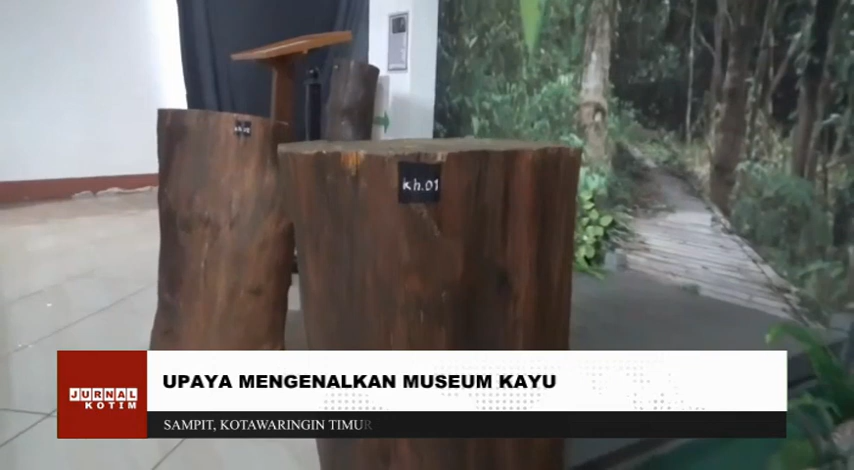 kh.01
JURNAL
KOTIM
UPAYA MENGENALKAN MUSEUM KAYU
SAMPIT, KOTAWARINGIN TIMUR